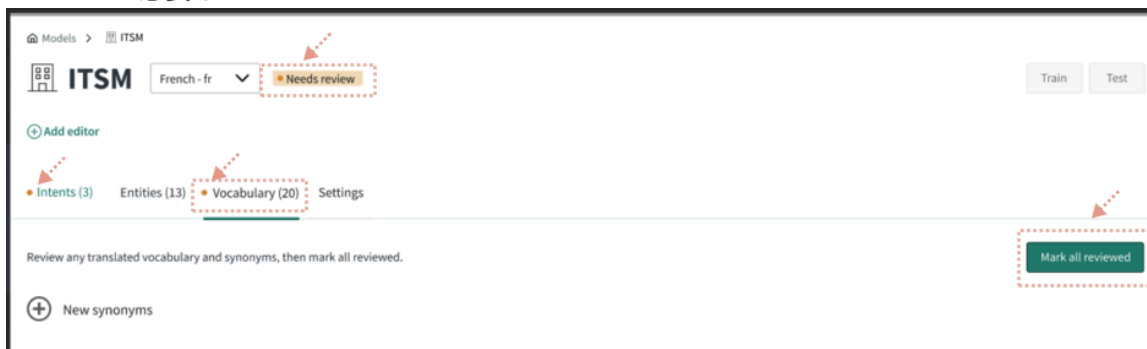 Models > ITSM
ITSM French - fr Needs review Train Test
Add editor
Intents (3) Entities (13) Vocabulary (20) Settings
Review any translated vocabulary and synonyms, then mark all reviewed. Mark all reviewed
New synonyms